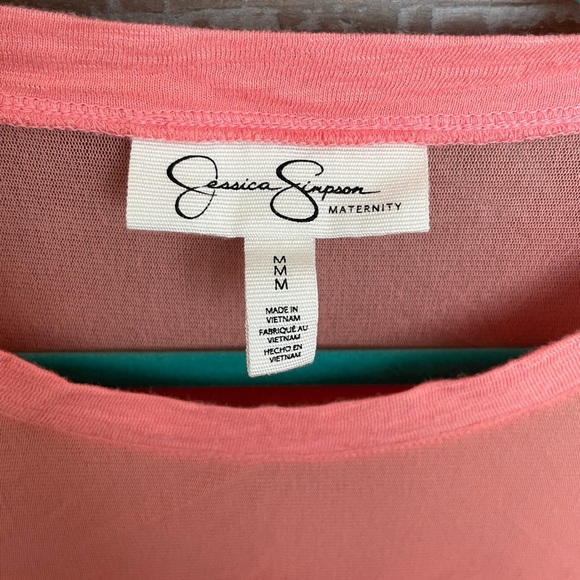 Jessica Simpson
MATERNITY
M
M
M
MADE IN
VIETNAM
FABRIQUÉ AU
VIETNAM
HECHO EN
VIETNAM